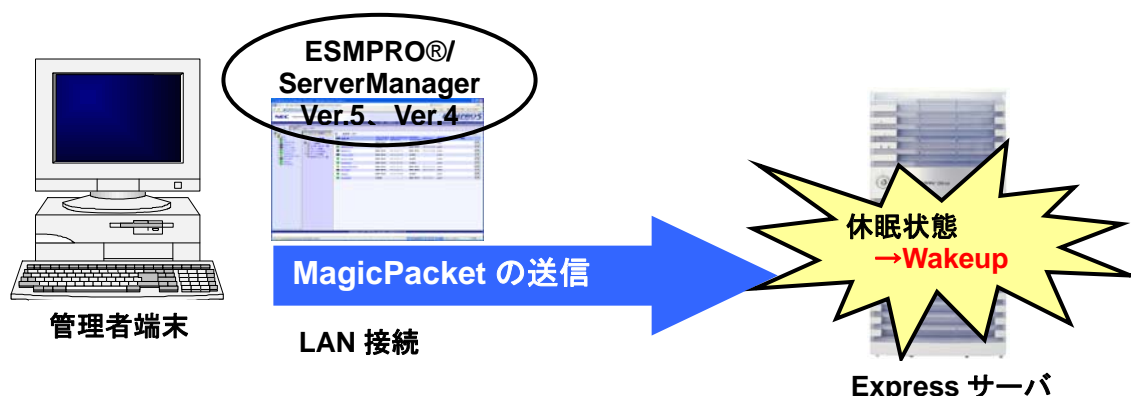 ESMPRO®/
ServerManager
Ver.5、Ver.4
NEC
休眠状態
→Wakeup
MagicPacket の送信
管理者端末
LAN 接続
Express サーバ